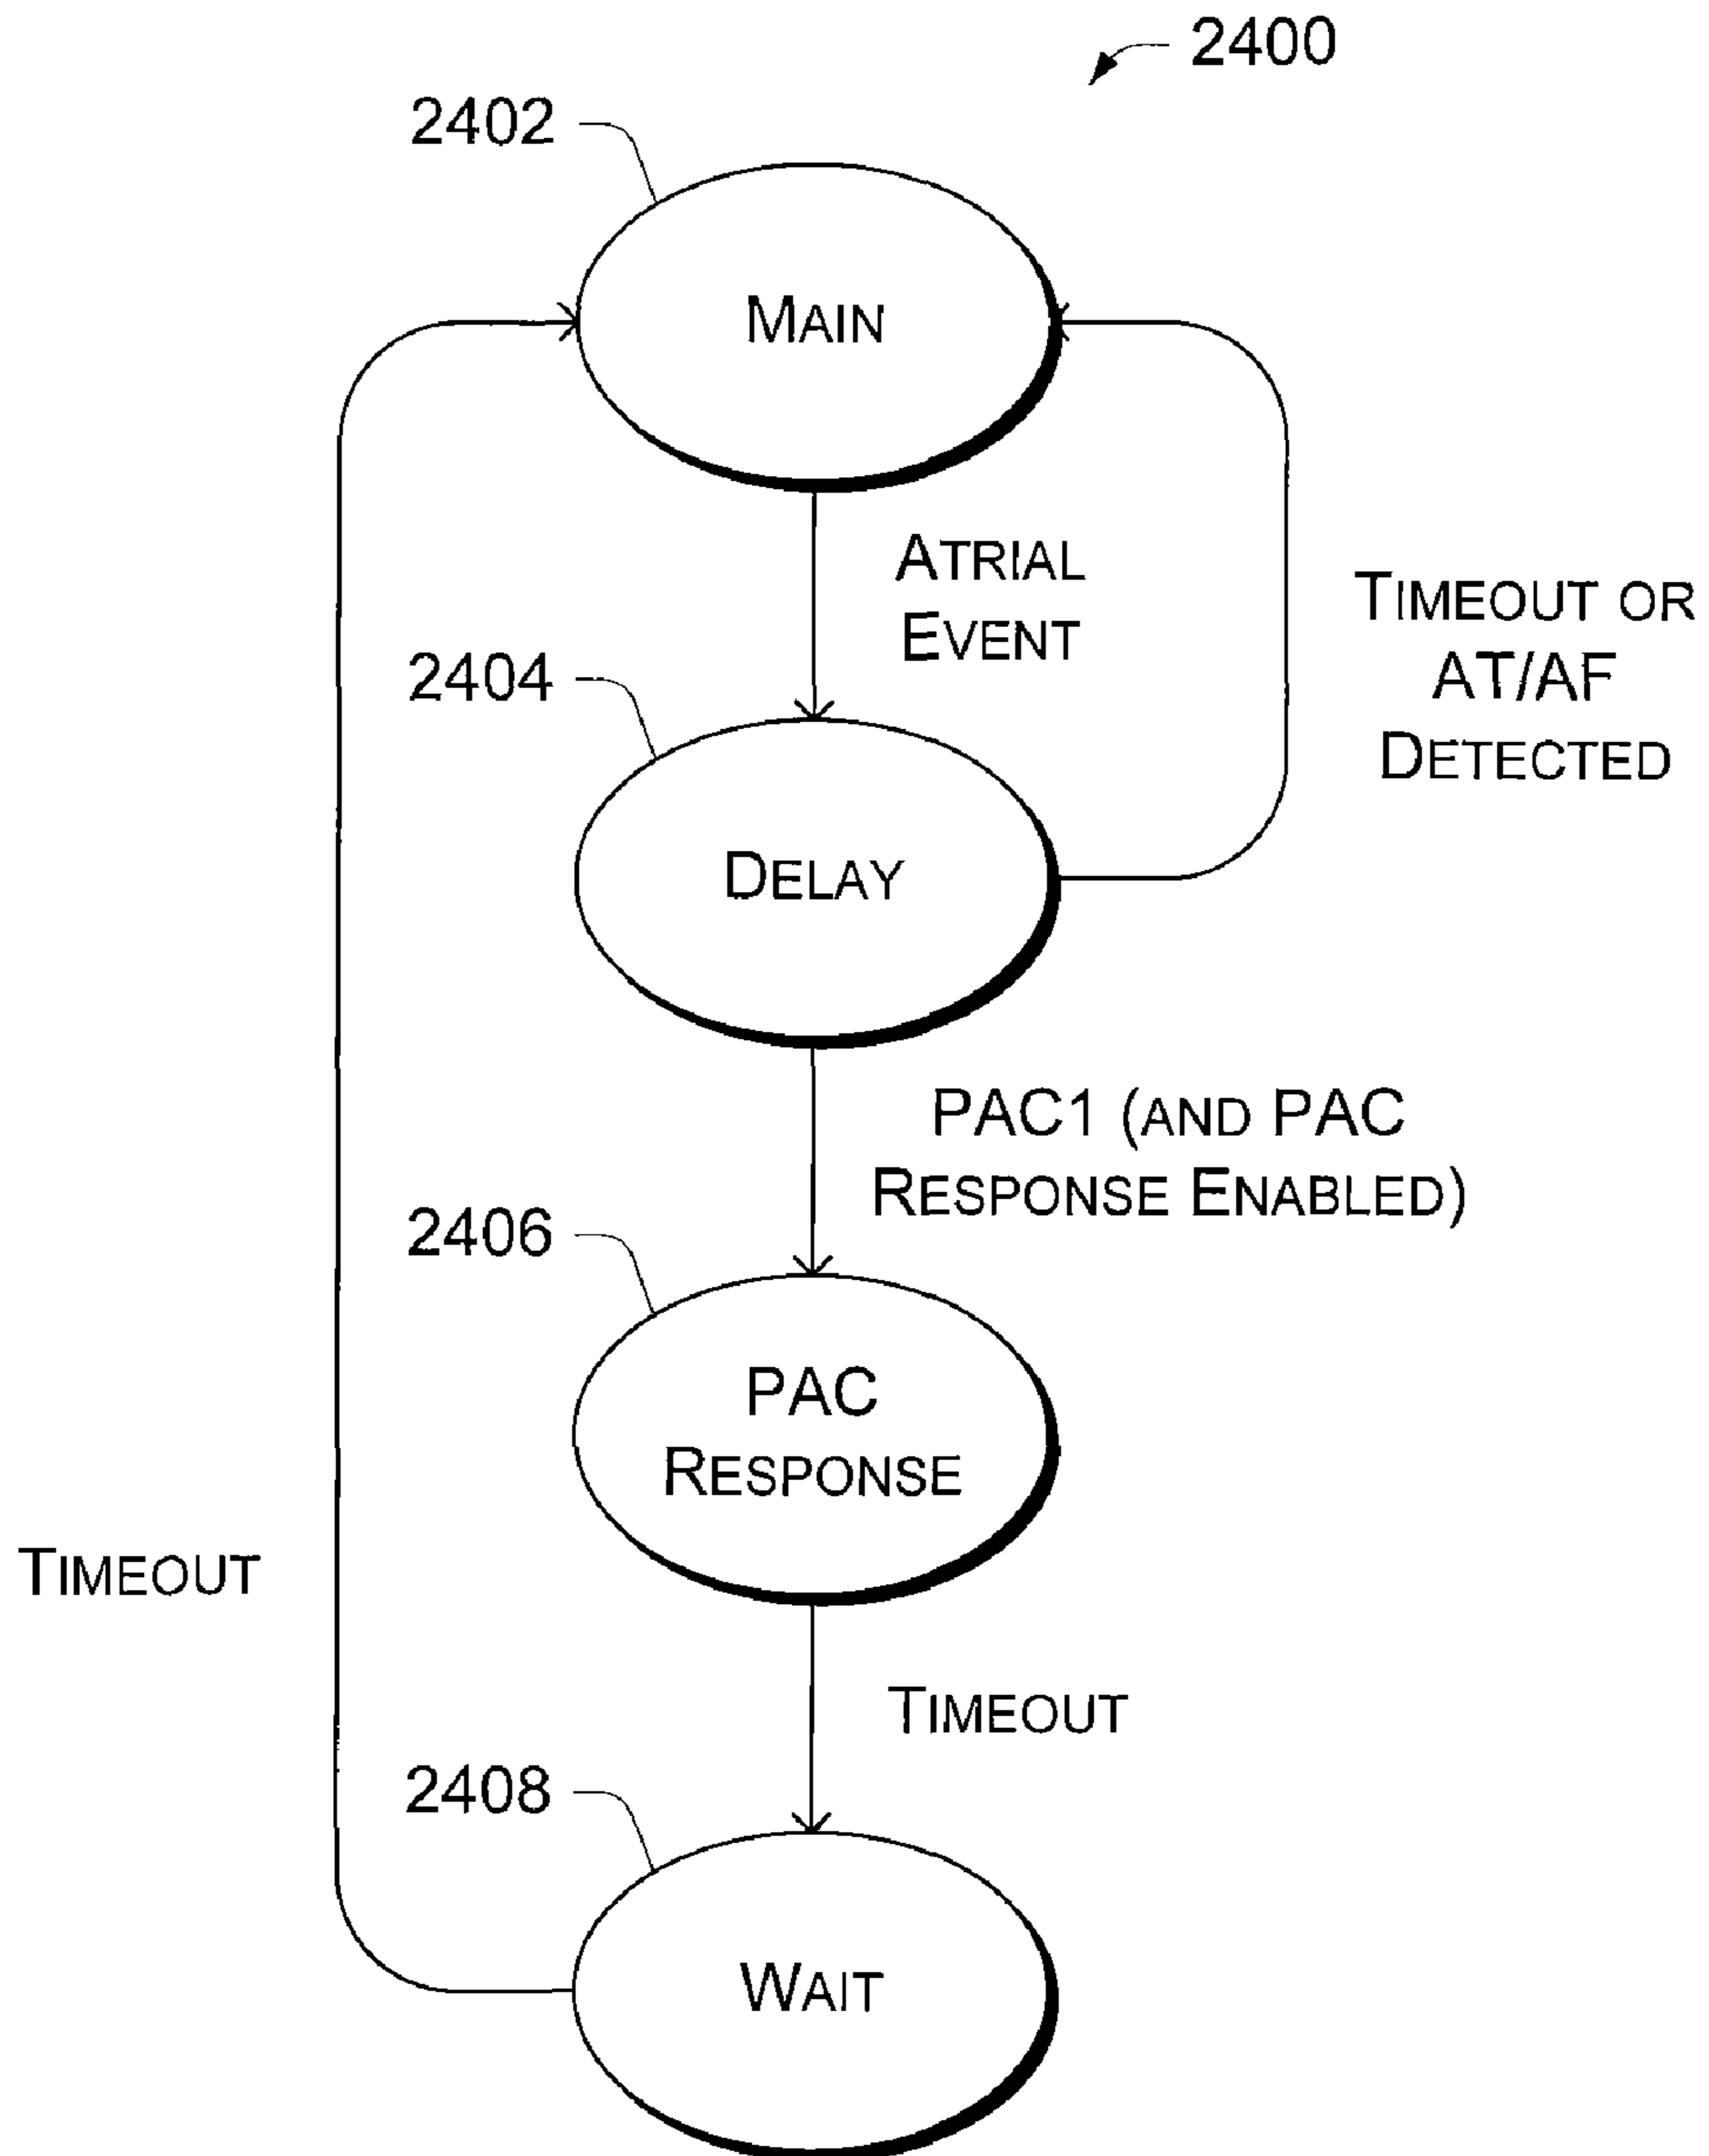 2400
2402
MAIN
ATRIAL
EVENT
TIMEOUT OR
AT/AF
DETECTED
2404
DELAY
PAC1 (AND PAC
RESPONSE ENABLED)
2406
PAC
RESPONSE
TIMEOUT
TIMEOUT
2408
WAIT